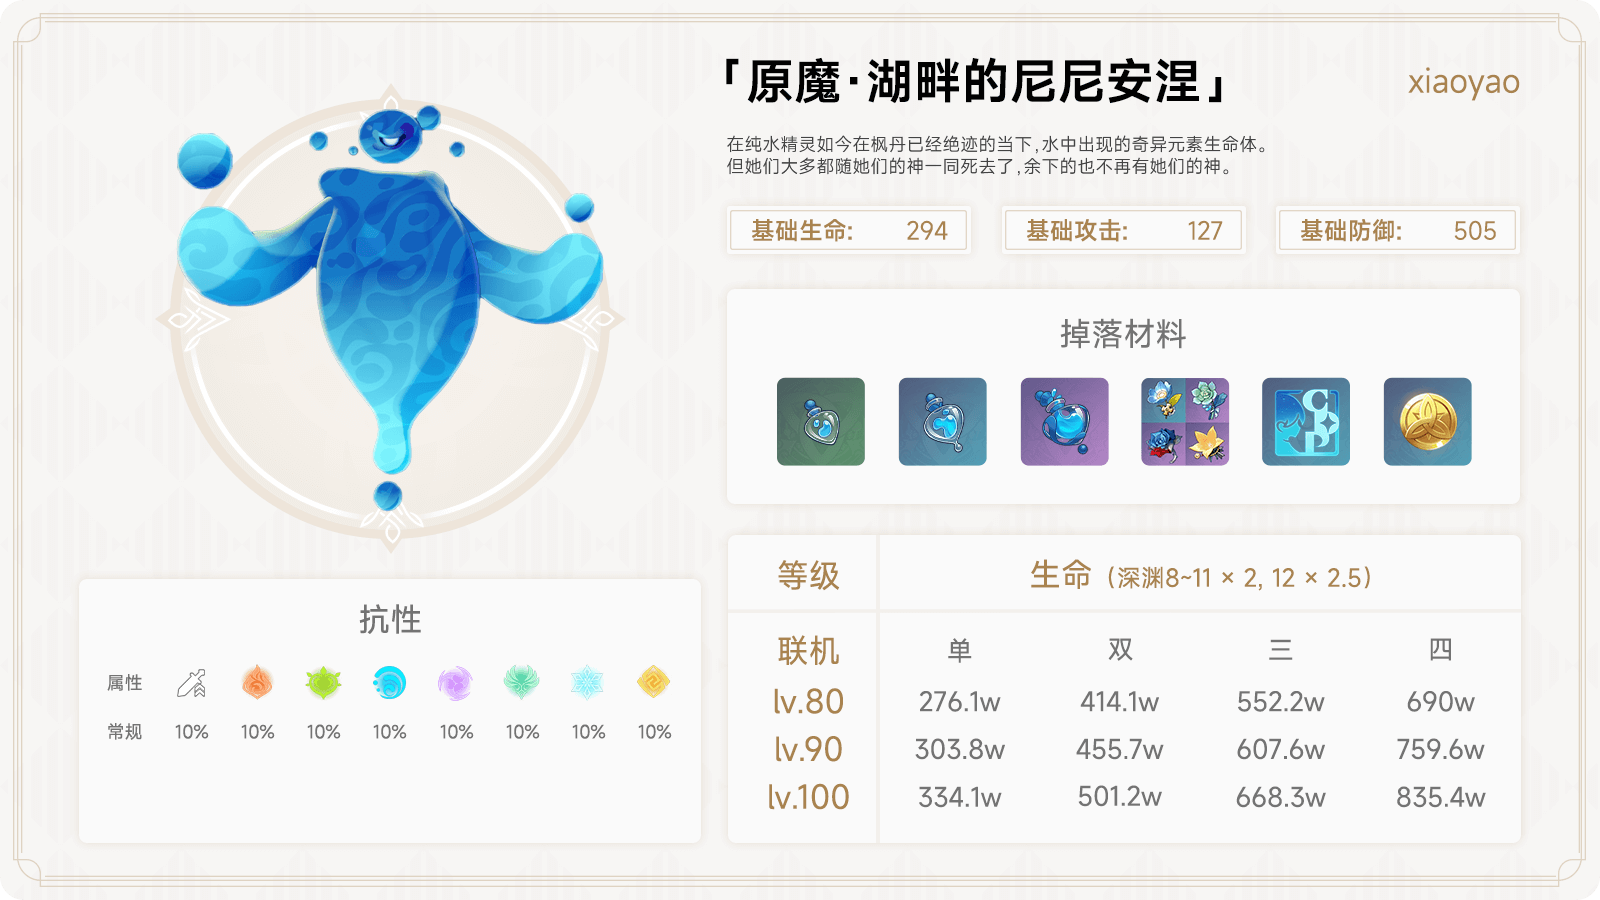 「原魔·湖畔的尼尼安涅」
xiaoyao
在纯水精灵如今在枫丹已经绝迹的当下,水中出现的奇异元素生命体。
但她们大多都随她们的神一同死去了,余下的也不再有她们的神。
基础生命: 294
基础攻击: 127
基础防御: 505
掉落材料
抗性
属性
常规 10% 10% 10% 10% 10% 10% 10% 10%
等级 生命 (深渊8~11 × 2, 12 × 2.5)
联机 单 双 三 四
lv.80 276.1w 414.1w 552.2w 690w
lv.90 303.8w 455.7w 607.6w 759.6w
lv.100 334.1w 501.2w 668.3w 835.4w